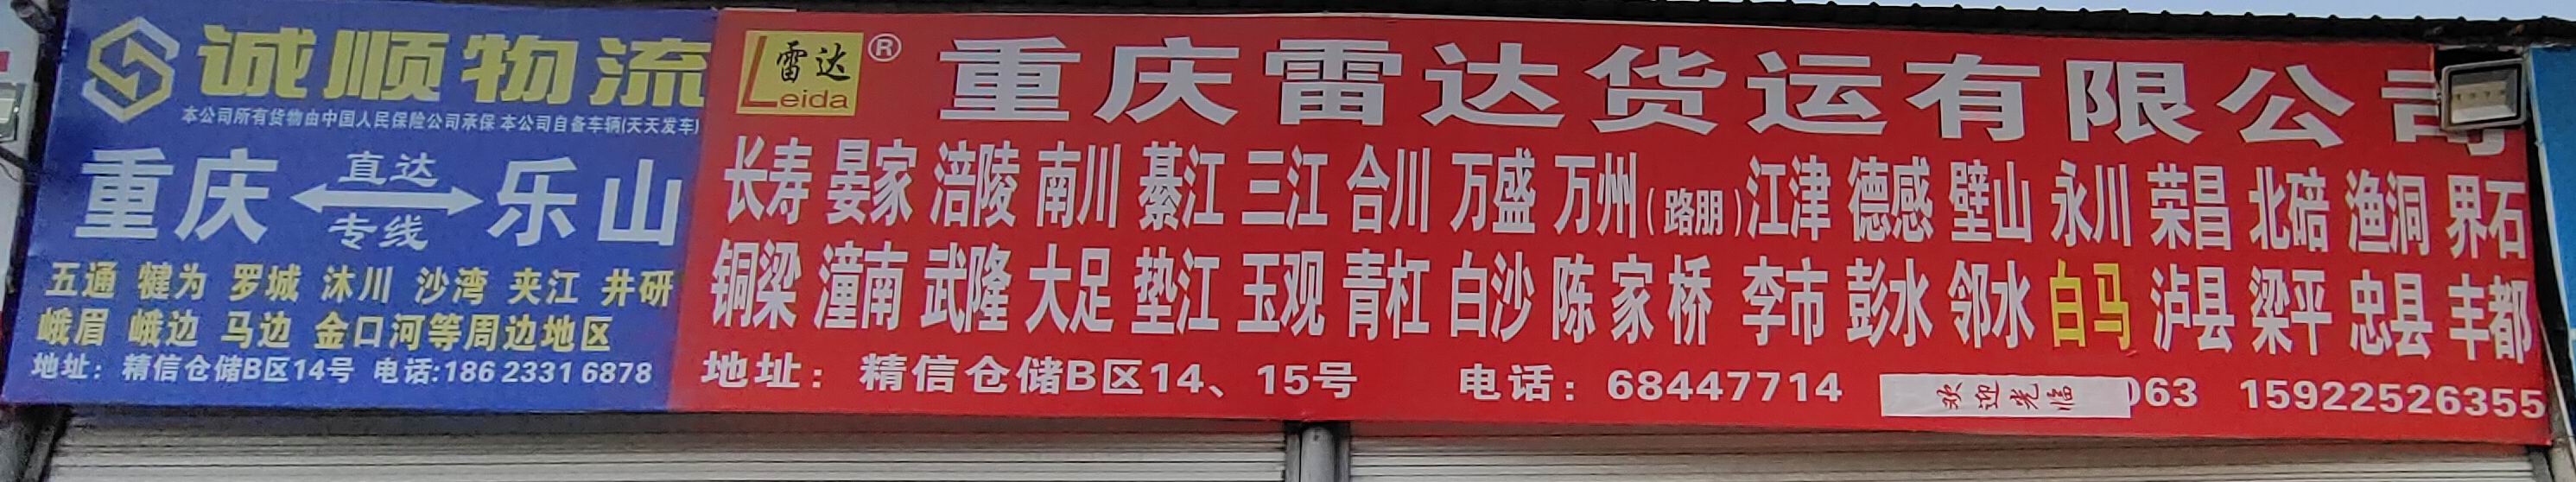 诚顺物流
本公司所有货物由中国人民保险公司承保 本公司自备车辆(天天发车)
重庆 直达 乐山
专线
五通 犍为 罗城 沐川 沙湾 夹江 井研
峨眉 峨边 马边 金口河等周边地区
地址：精信仓储B区14号 电话:186 2331 6878
雷达
Leida
®
重庆雷达货运有限公司
长寿 晏家 涪陵 南川 綦江 三江 合川 万盛 万州(路朋)江津 德感 壁山 永川 荣昌 北碚 渔洞 界石
铜梁 潼南 武隆 大足 垫江 玉观 青杠 白沙 陈家桥 李市 彭水 邻水 白马 泸县 梁平 忠县 丰都
地址：精信仓储B区14、15号 电话：68447714 063 15922526355
欢迎光临